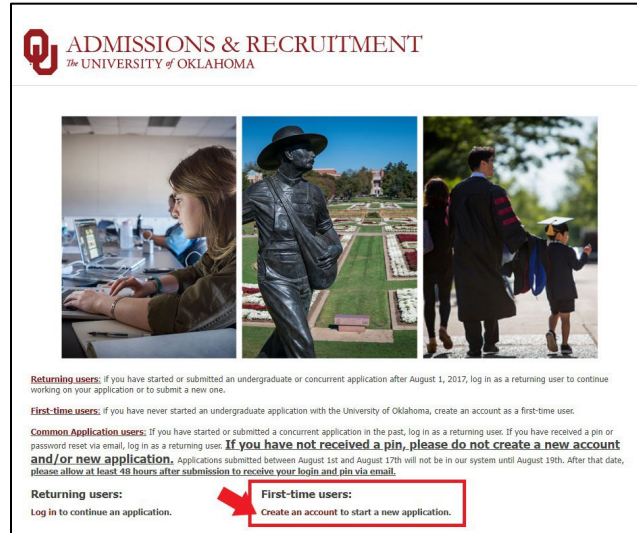 ADMISSIONS & RECRUITMENT
The UNIVERSITY of OKLAHOMA
Returning users: if you have started or submitted an undergraduate or concurrent application after August 1, 2017, log in as a returning user to continue
working on your application or to submit a new one.
First-time users: if you have never started an undergraduate application with the University of Oklahoma, create an account as a first-time user.
Common Application users: If you have started or submitted a concurrent application in the past, log in as a returning user. If you have received a pin or
password reset via email, log in as a returning user. If you have not received a pin, please do not create a new account
and/or new application. Applications submitted between August 1st and August 17th will not be in our system until August 19th. After that date,
please allow at least 48 hours after submission to receive your login and pin via email.
Returning users:
Log in to continue an application.
First-time users:
Create an account to start a new application.